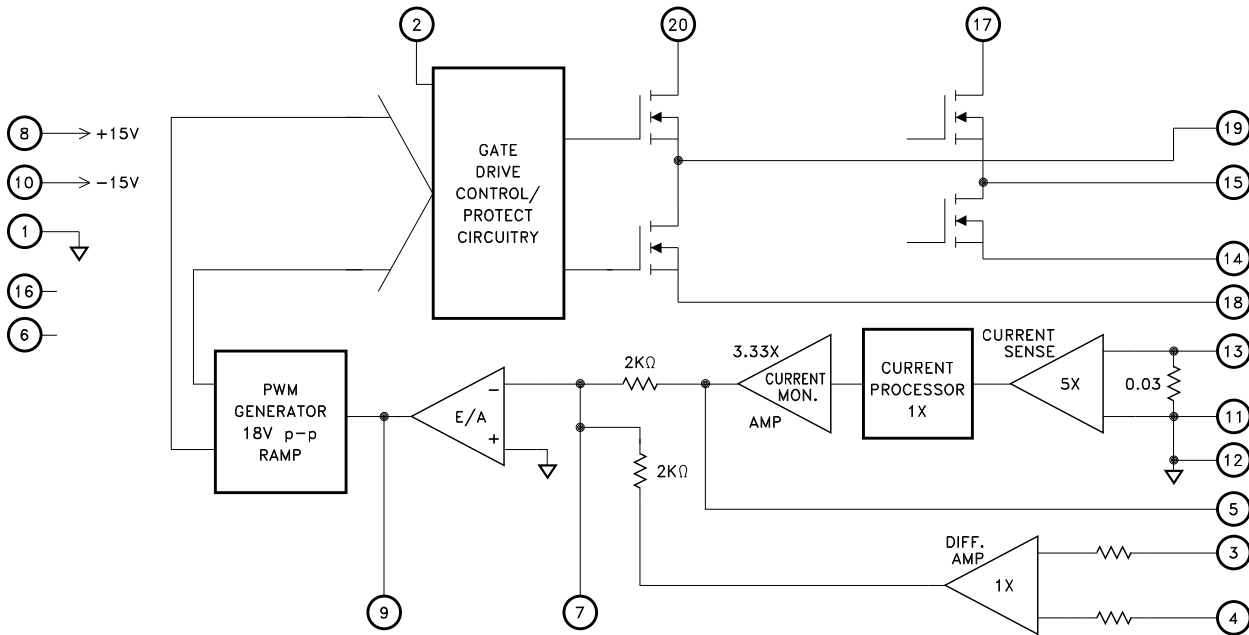 2
20
17
8
+15V
10
-15V
1
16
6
GATE
DRIVE
CONTROL/
PROTECT
CIRCUITRY
19
15
14
18
PWM
GENERATOR
18V p-p
RAMP
E/A
-
+
2KΩ
2KΩ
3.33X
CURRENT
MON.
AMP
CURRENT
PROCESSOR
1X
CURRENT
SENSE
5X
0.03
13
11
12
5
DIFF.
AMP
1X
3
4
9
7